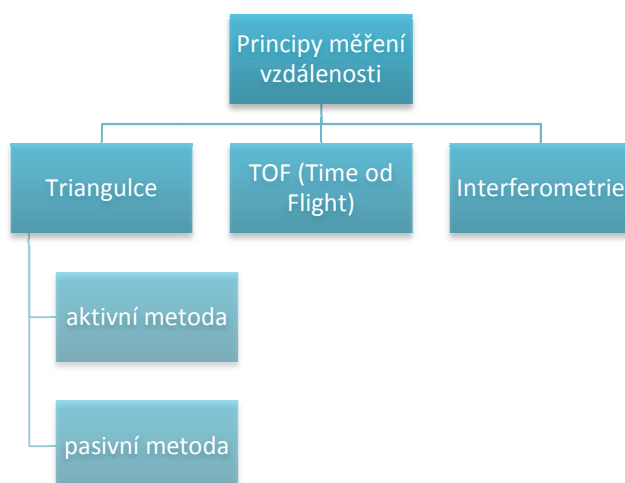 Principy měření
vzdálenosti
Triangulce
TOF (Time od
Flight)
Interferometrie
aktivní metoda
pasivní metoda